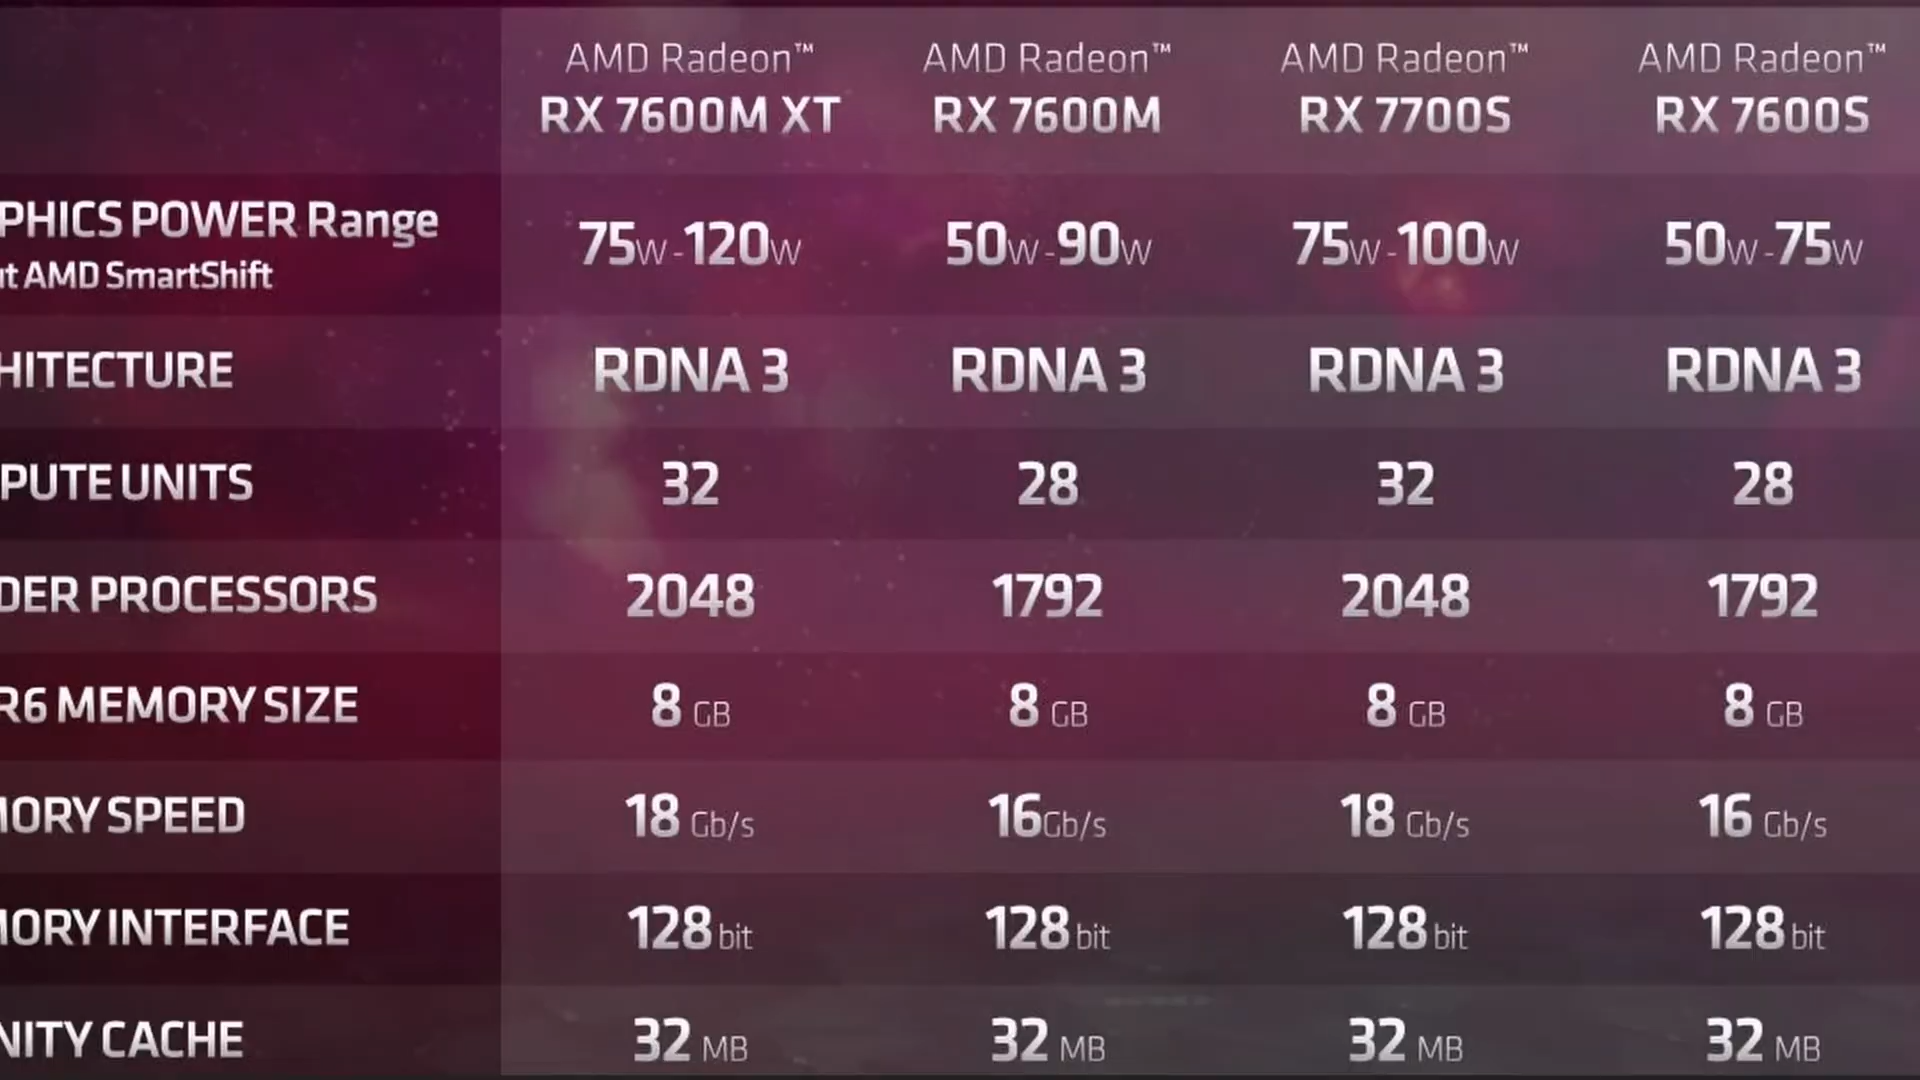 AMD Radeon™ AMD Radeon™ AMD Radeon™ AMD Radeon™
RX 7600M XT RX 7600M RX 7700S RX 7600S
PHICS POWER Range 75W-120W 50W-90W 75W-100W 50W-75W
ut AMD SmartShift
HITECTURE RDNA 3 RDNA 3 RDNA 3 RDNA 3
PUTE UNITS 32 28 32 28
DER PROCESSORS 2048 1792 2048 1792
R6 MEMORY SIZE 8 GB 8 GB 8 GB 8 GB
MORY SPEED 18 Gb/s 16Gb/s 18 Gb/s 16 Gb/s
MORY INTERFACE 128 bit 128 bit 128 bit 128 bit
NITY CACHE 32 MB 32 MB 32 MB 32 MB